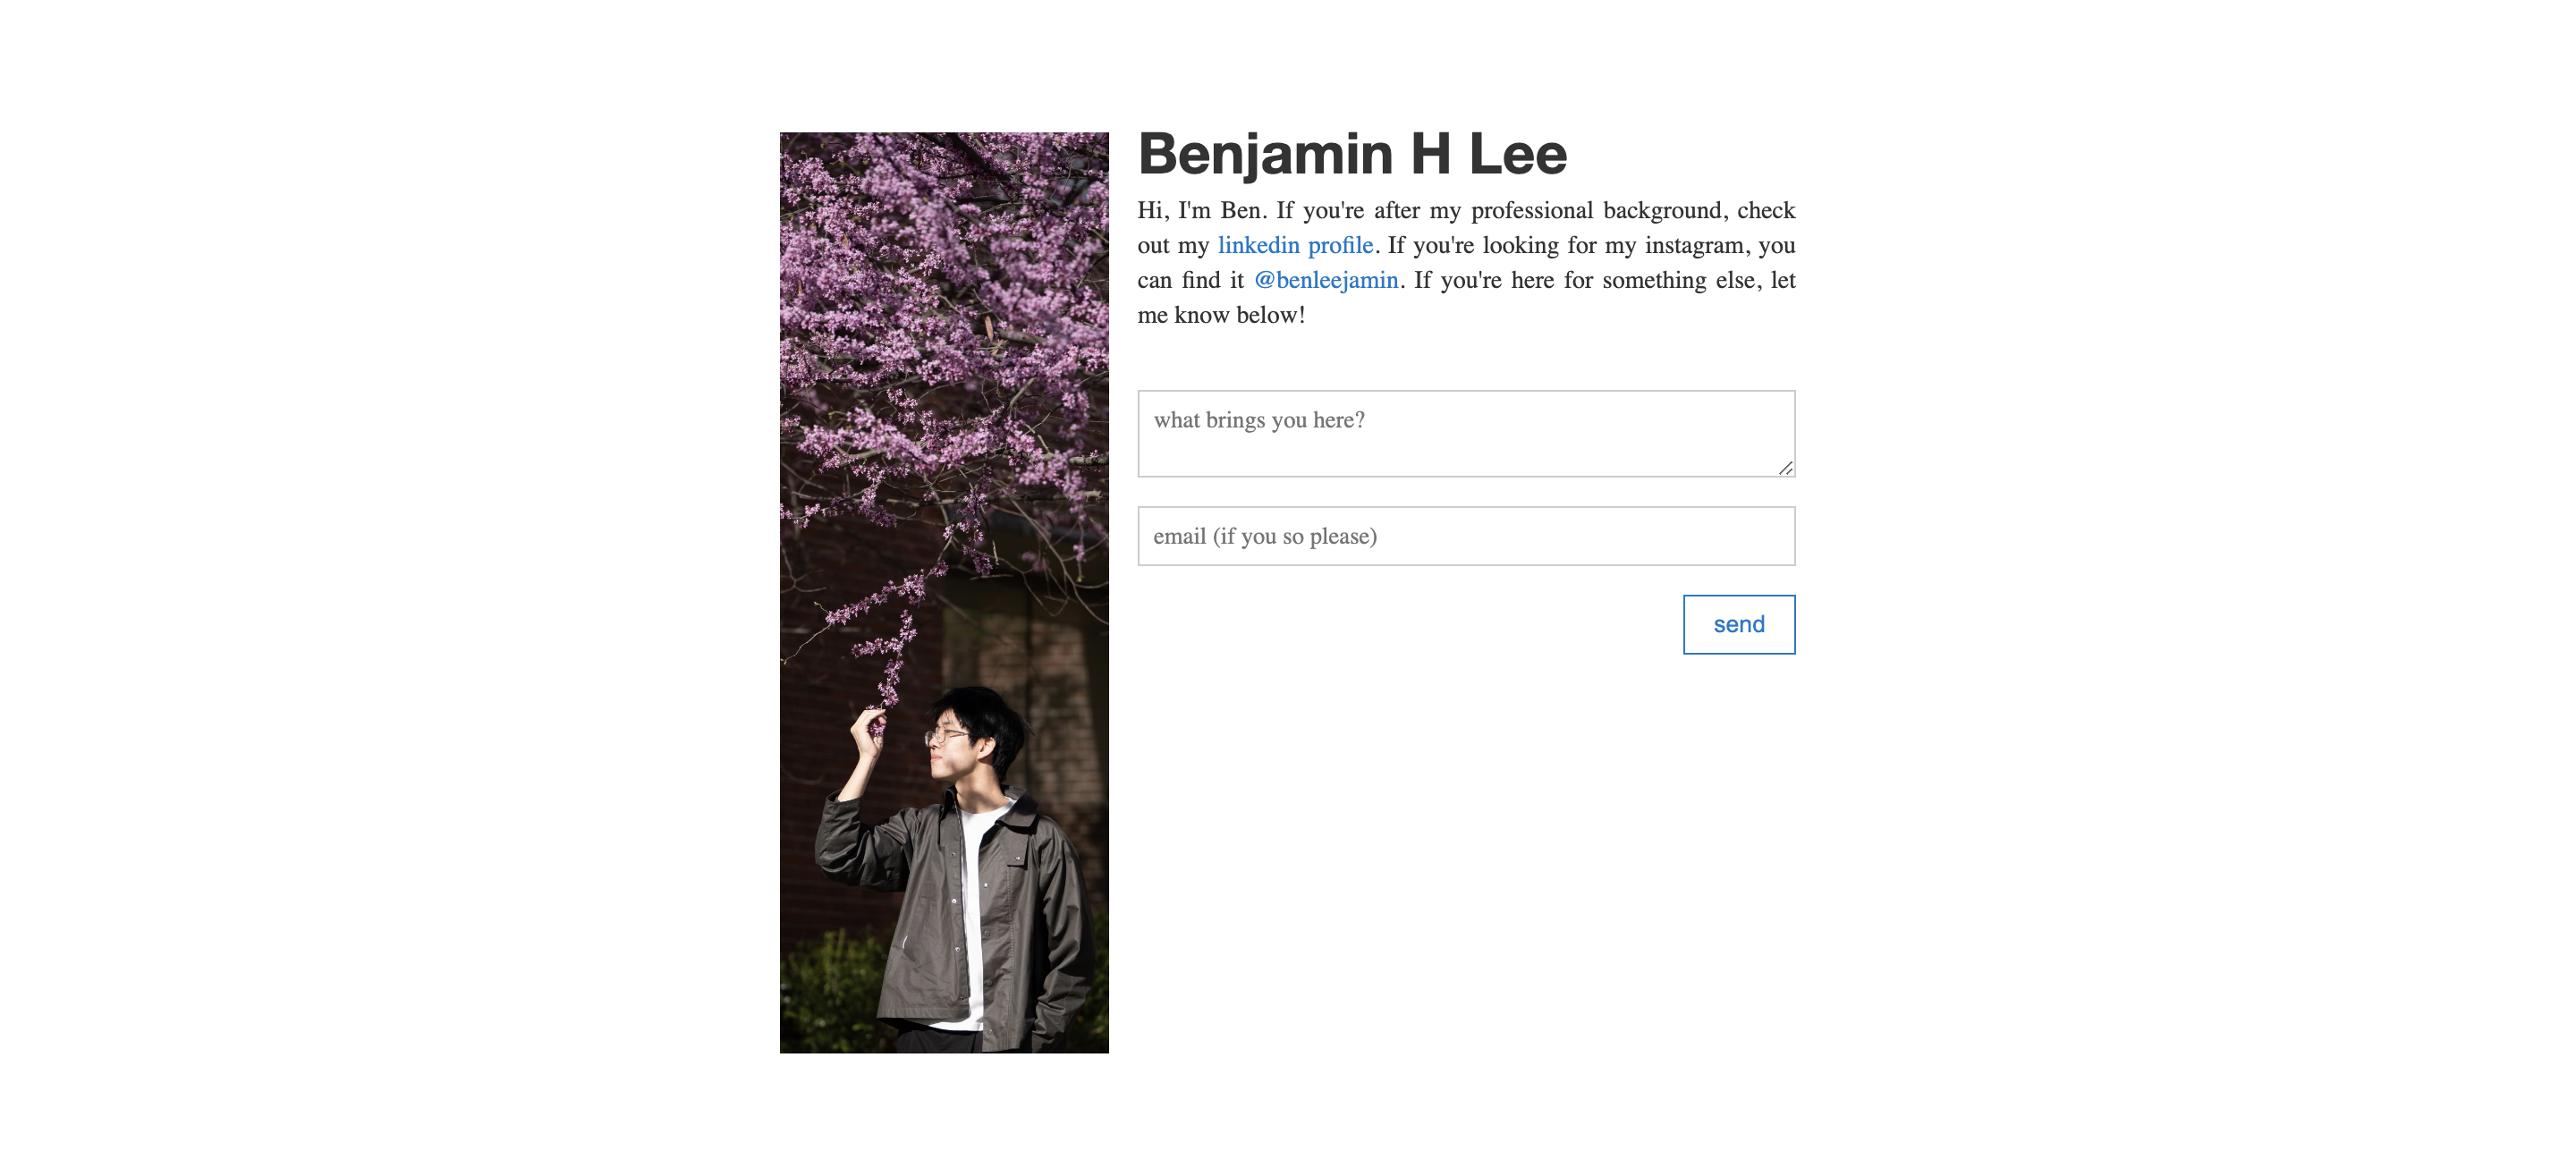 Benjamin H Lee
Hi, I'm Ben. If you're after my professional background, check
out my linkedin profile. If you're looking for my instagram, you
can find it @benleejamin. If you're here for something else, let
me know below!
what brings you here?
email (if you so please)
send